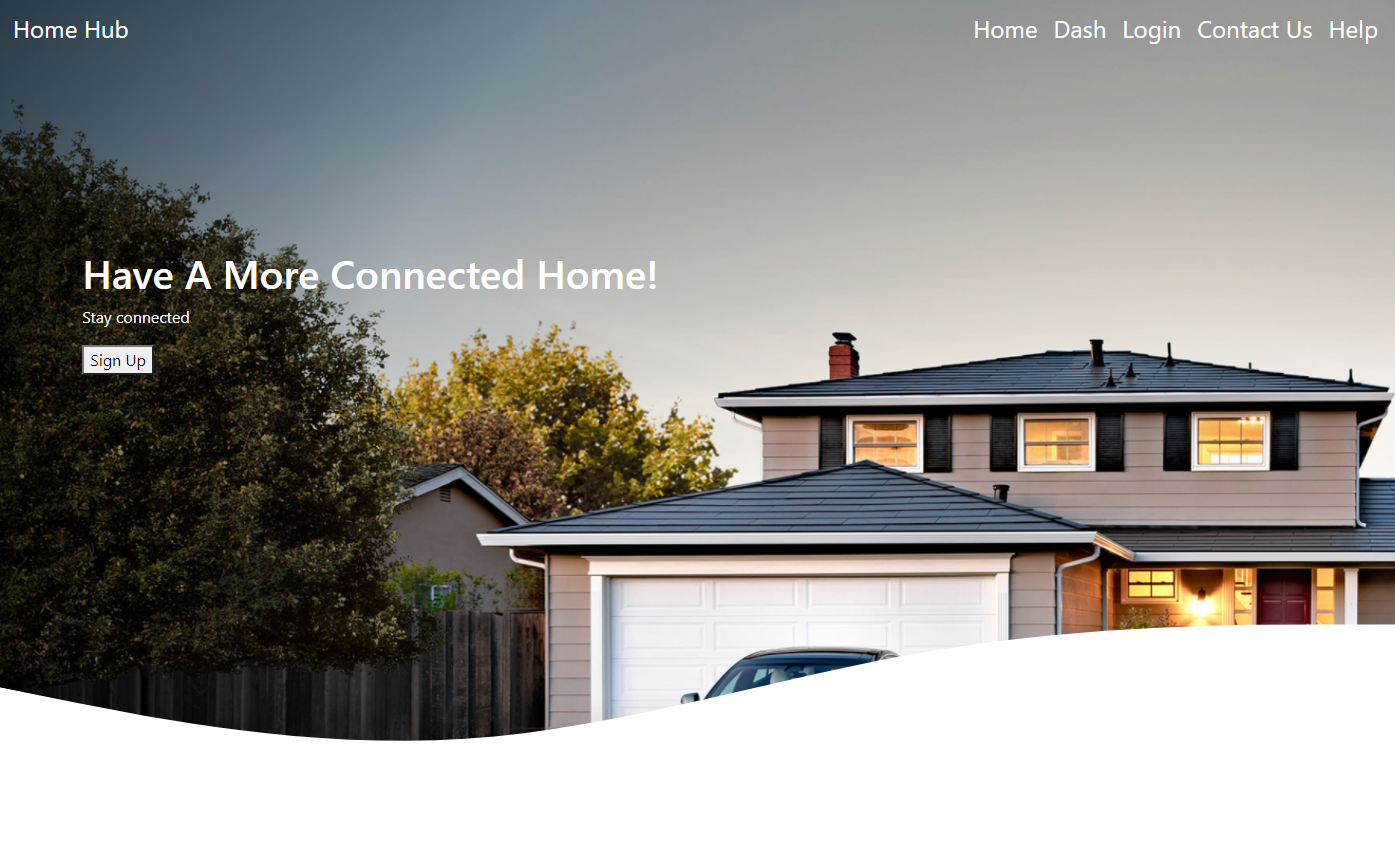 Home Hub
Home Dash Login Contact Us Help
Have A More Connected Home!
Stay connected
Sign Up